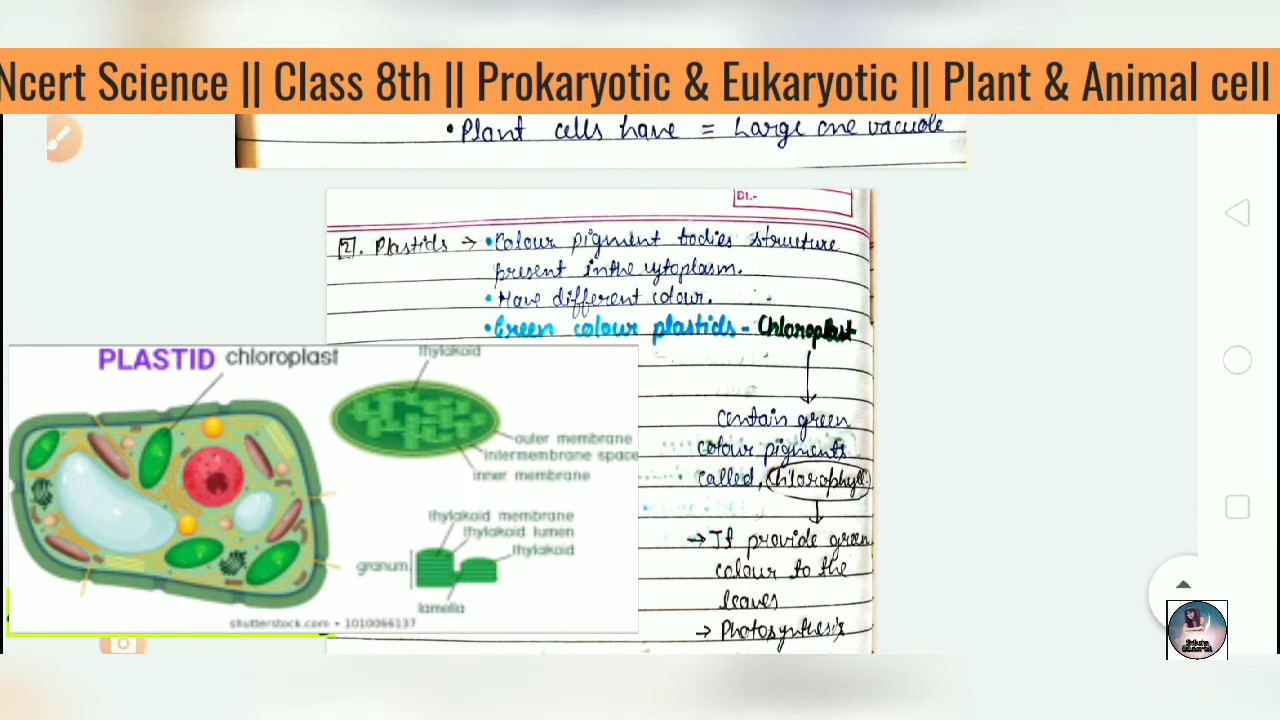 Ncert Science || Class 8th || Prokaryotic & Eukaryotic || Plant & Animal cell
• Plant cells have = Large one vacuole
Dt.-
2. Plastids → • Colour pigment bodies structure
present in the cytoplasm.
• Have different colour.
• Green colour plastids - Chloroplast
contain green
colour pigments
called, Chlorophyll.
→ It provide green
colour to the
leaves
→ Photosynthesis
PLASTID chloroplast
thylakoid
outer membrane
intermembrane space
inner membrane
thylakoid membrane
thylakoid lumen
thylakoid
granum
lamella
shutterstock.com • 1010066137